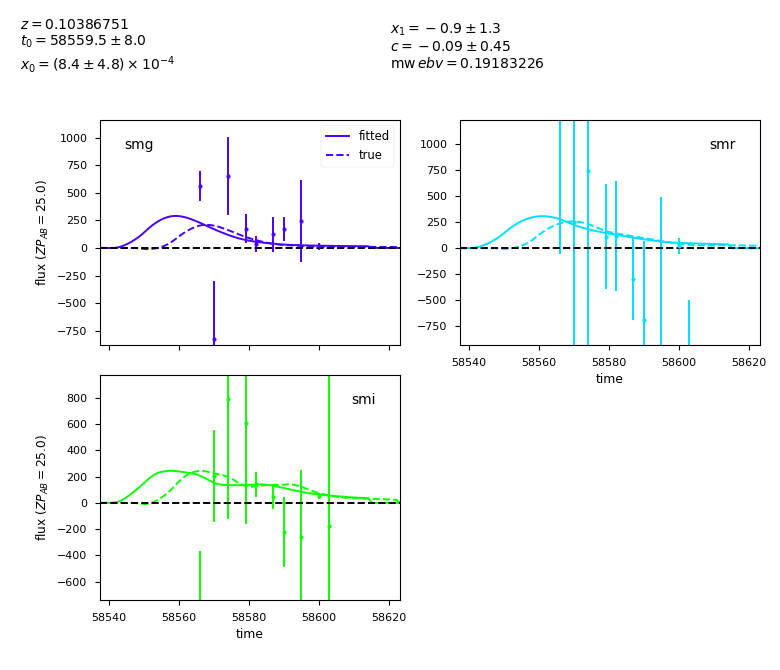 z = 0.10386751
t₀ = 58559.5 ± 8.0
x₀ = (8.4 ± 4.8) × 10⁻⁴
x₁ = −0.9 ± 1.3
c = −0.09 ± 0.45
mw ebv = 0.19183226
smg
fitted
true
1000
750
500
250
0
−250
−500
−750
flux (ZP_AB = 25.0)
smr
1000
750
500
250
0
−250
−500
−750
58540 58560 58580 58600 58620
time
smi
800
600
400
200
0
−200
−400
−600
flux (ZP_AB = 25.0)
58540 58560 58580 58600 58620
time